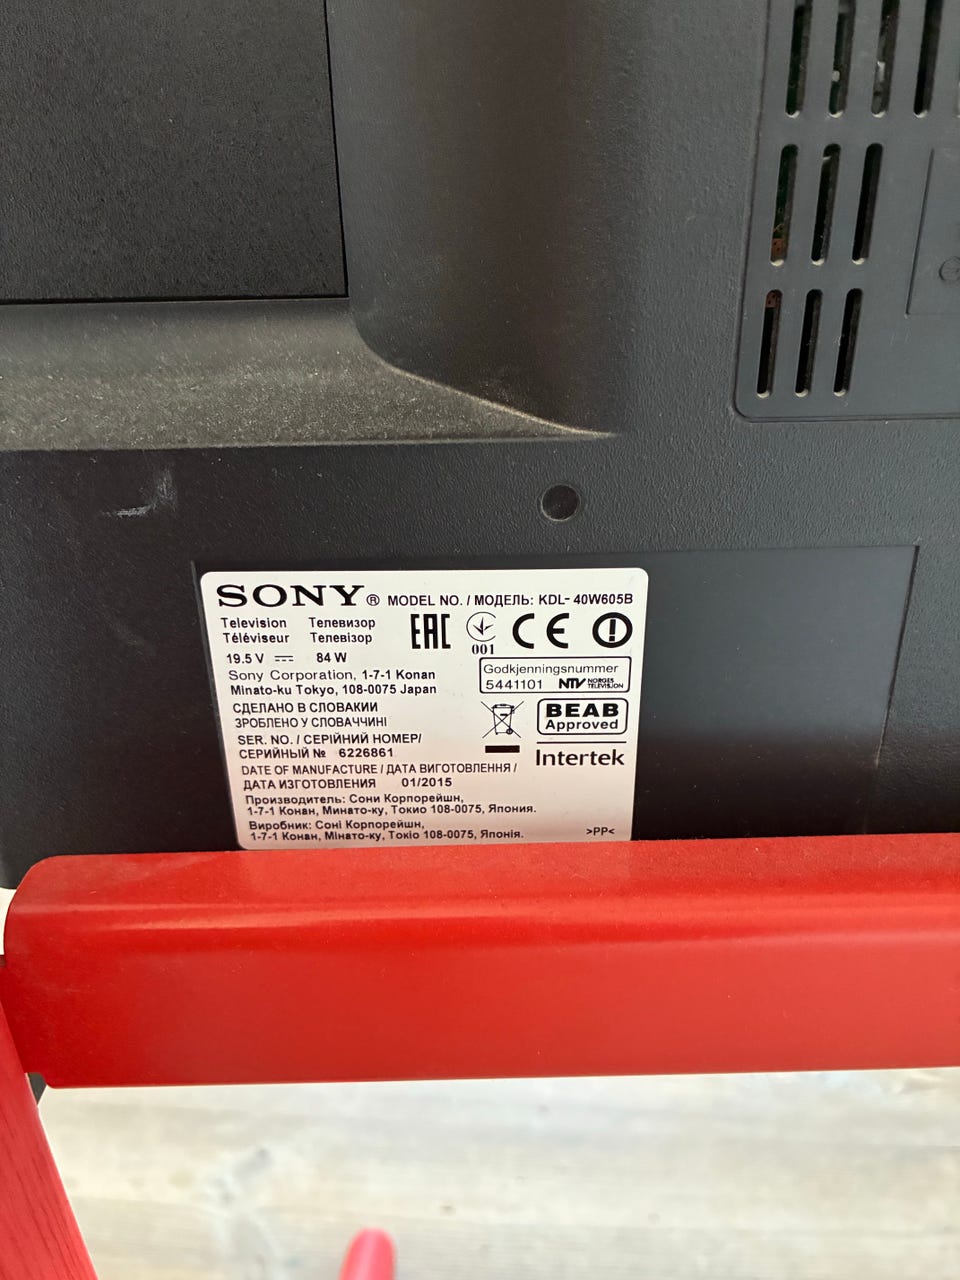 SONY® MODEL NO. / МОДЕЛЬ: KDL- 40W605B
Television Телевизор
Téléviseur Телевізор
19.5 V 84 W
Sony Corporation, 1-7-1 Konan
Minato-ku Tokyo, 108-0075 Japan
СДЕЛАНО В СЛОВАКИИ
ЗРОБЛЕНО У СЛОВАЧЧИНІ
SER. NO. / СЕРІЙНИЙ НОМЕР/
СЕРИЙНЫЙ № 6226861
DATE OF MANUFACTURE / ДАТА ВИГОТОВЛЕННЯ /
ДАТА ИЗГОТОВЛЕНИЯ 01/2015
Производитель: Сони Корпорейшн,
1-7-1 Конан, Минато-ку, Токио 108-0075, Япония.
Виробник: Соні Корпорейшн,
1-7-1 Конан, Мінато-ку, Токіо 108-0075, Японія.
EAC
001
CE
Godkjenningsnummer
5441101 NTV NORGES
TELEVISJON
BEAB
Approved
Intertek
>PP<